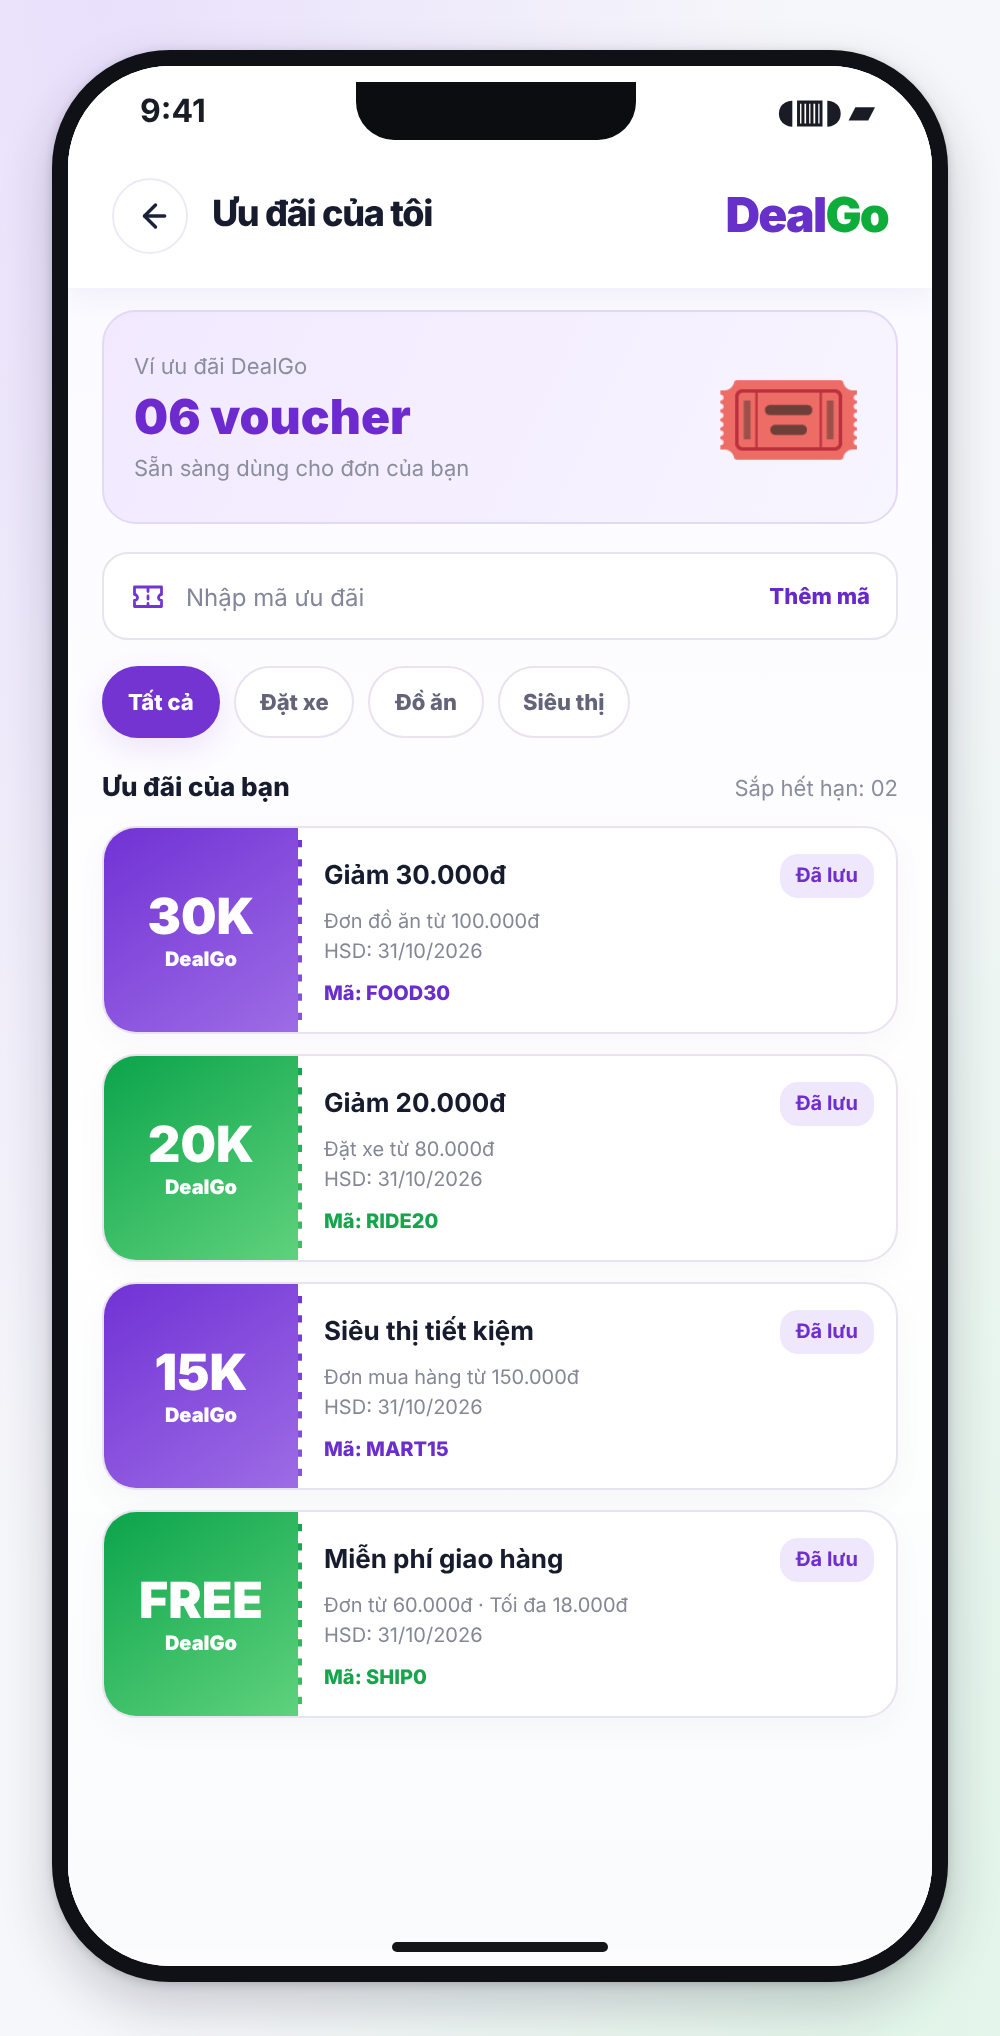 9:41
Ưu đãi của tôi
DealGo
Ví ưu đãi DealGo
06 voucher
Sẵn sàng dùng cho đơn của bạn
Nhập mã ưu đãi
Thêm mã
Tất cả
Đặt xe
Đồ ăn
Siêu thị
Ưu đãi của bạn
Sắp hết hạn: 02
30K
DealGo
Giảm 30.000đ
Đã lưu
Đơn đồ ăn từ 100.000đ
HSD: 31/10/2026
Mã: FOOD30
20K
DealGo
Giảm 20.000đ
Đã lưu
Đặt xe từ 80.000đ
HSD: 31/10/2026
Mã: RIDE20
15K
DealGo
Siêu thị tiết kiệm
Đã lưu
Đơn mua hàng từ 150.000đ
HSD: 31/10/2026
Mã: MART15
FREE
DealGo
Miễn phí giao hàng
Đã lưu
Đơn từ 60.000đ · Tối đa 18.000đ
HSD: 31/10/2026
Mã: SHIP0